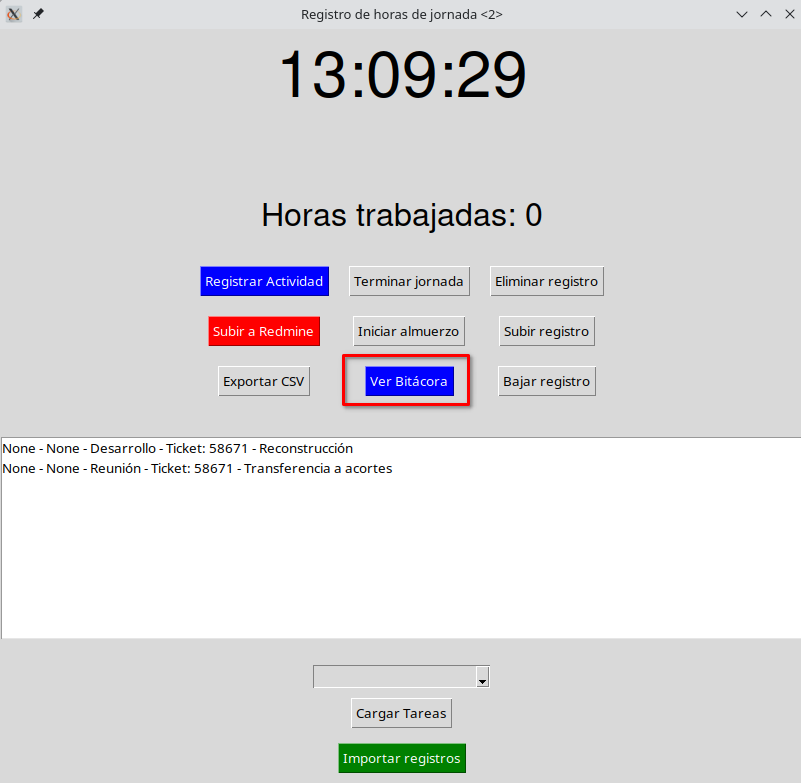 Registro de horas de jornada <2>
13:09:29
Horas trabajadas: 0
Registrar Actividad Terminar jornada Eliminar registro
Subir a Redmine Iniciar almuerzo Subir registro
Exportar CSV Ver Bitácora Bajar registro
None - None - Desarrollo - Ticket: 58671 - Reconstrucción
None - None - Reunión - Ticket: 58671 - Transferencia a acortes
Cargar Tareas
Importar registros